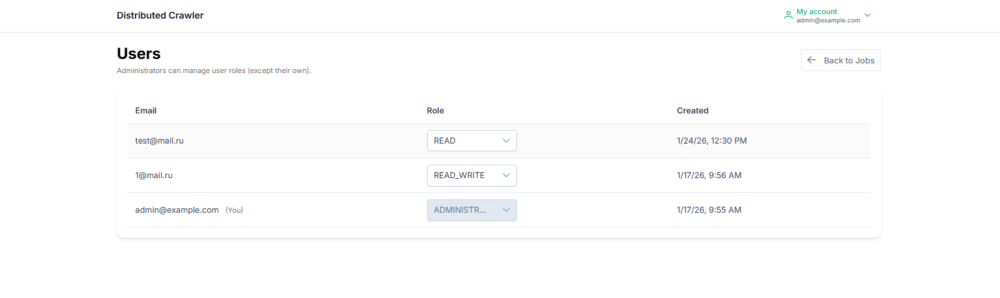 Distributed Crawler
My account
admin@example.com
Users
Administrators can manage user roles (except their own).
Back to Jobs
Email Role Created
test@mail.ru READ 1/24/26, 12:30 PM
1@mail.ru READ_WRITE 1/17/26, 9:56 AM
admin@example.com (You) ADMINISTR... 1/17/26, 9:55 AM